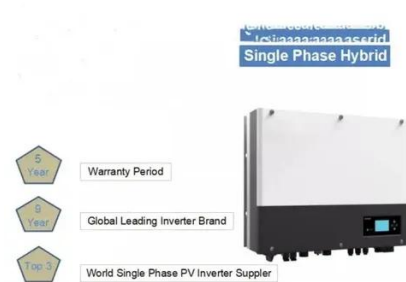 Single Phase Hybrid
5
Year
Warranty Period
9
Year
Global Leading Inverter Brand
Top 3
World Single Phase PV Inverter Suppler